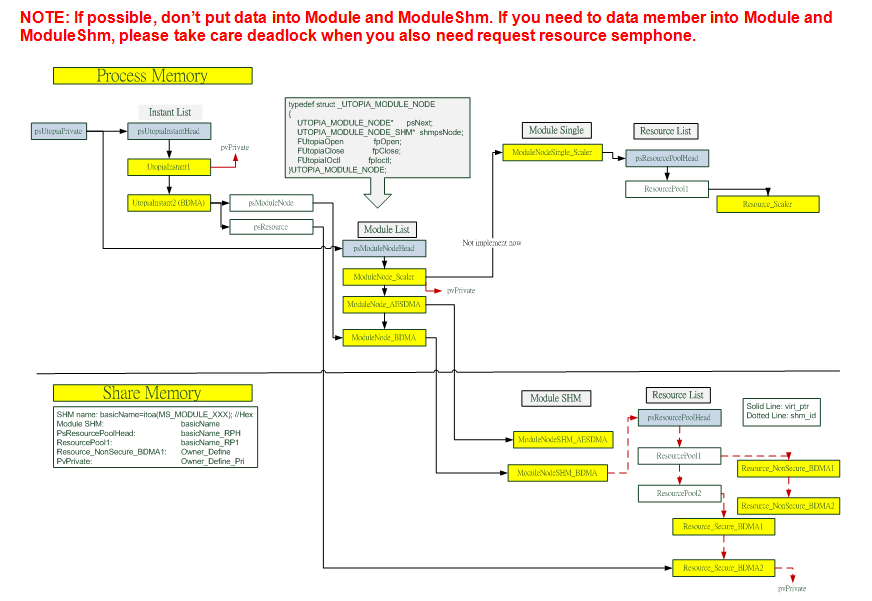 NOTE: If possible, don't put data into Module and ModuleShm. If you need to data member into Module and
ModuleShm, please take care deadlock when you also need request resource semphone.
Process Memory
Instant List
psUtopiaPrivate
psUtopiaInstantHead
pvPrivate
UtopiaInstant1
UtopiaInstant2 (BDMA)
psModuleNode
psResource
typedef struct _UTOPIA_MODULE_NODE
{
UTOPIA_MODULE_NODE* psNext;
UTOPIA_MODULE_NODE_SHM* shmpsNode;
FUtopiaOpen fpOpen;
FUtopiaClose fpClose;
FUtopiaIOctl fpIoctl;
}UTOPIA_MODULE_NODE;
Module List
psModuleNodeHead
ModuleNode_Scaler
pvPrivate
ModuleNode_AESDMA
ModuleNode_BDMA
Not implement now
Module Single
ModuleNodeSingle_Scaler
Resource List
psResourcePoolHead
ResourcePool1
Resource_Scaler
Share Memory
SHM name: basicName=itoa(MS_MODULE_XXX); //Hex
Module SHM: basicName
PsResourcePoolHead: basicName_RPH
ResourcePool1: basicName_RP1
Resource_NonSecure_BDMA1: Owner_Define
PvPrivate: Owner_Define_Pri
Module SHM
ModuleNodeSHM_AESDMA
ModuleNodeSHM_BDMA
Resource List
psResourcePoolHead
ResourcePool1
ResourcePool2
Solid Line: virt_ptr
Dotted Line: shm_id
Resource_NonSecure_BDMA1
Resource_NonSecure_BDMA2
Resource_Secure_BDMA1
Resource_Secure_BDMA2
pvPrivate